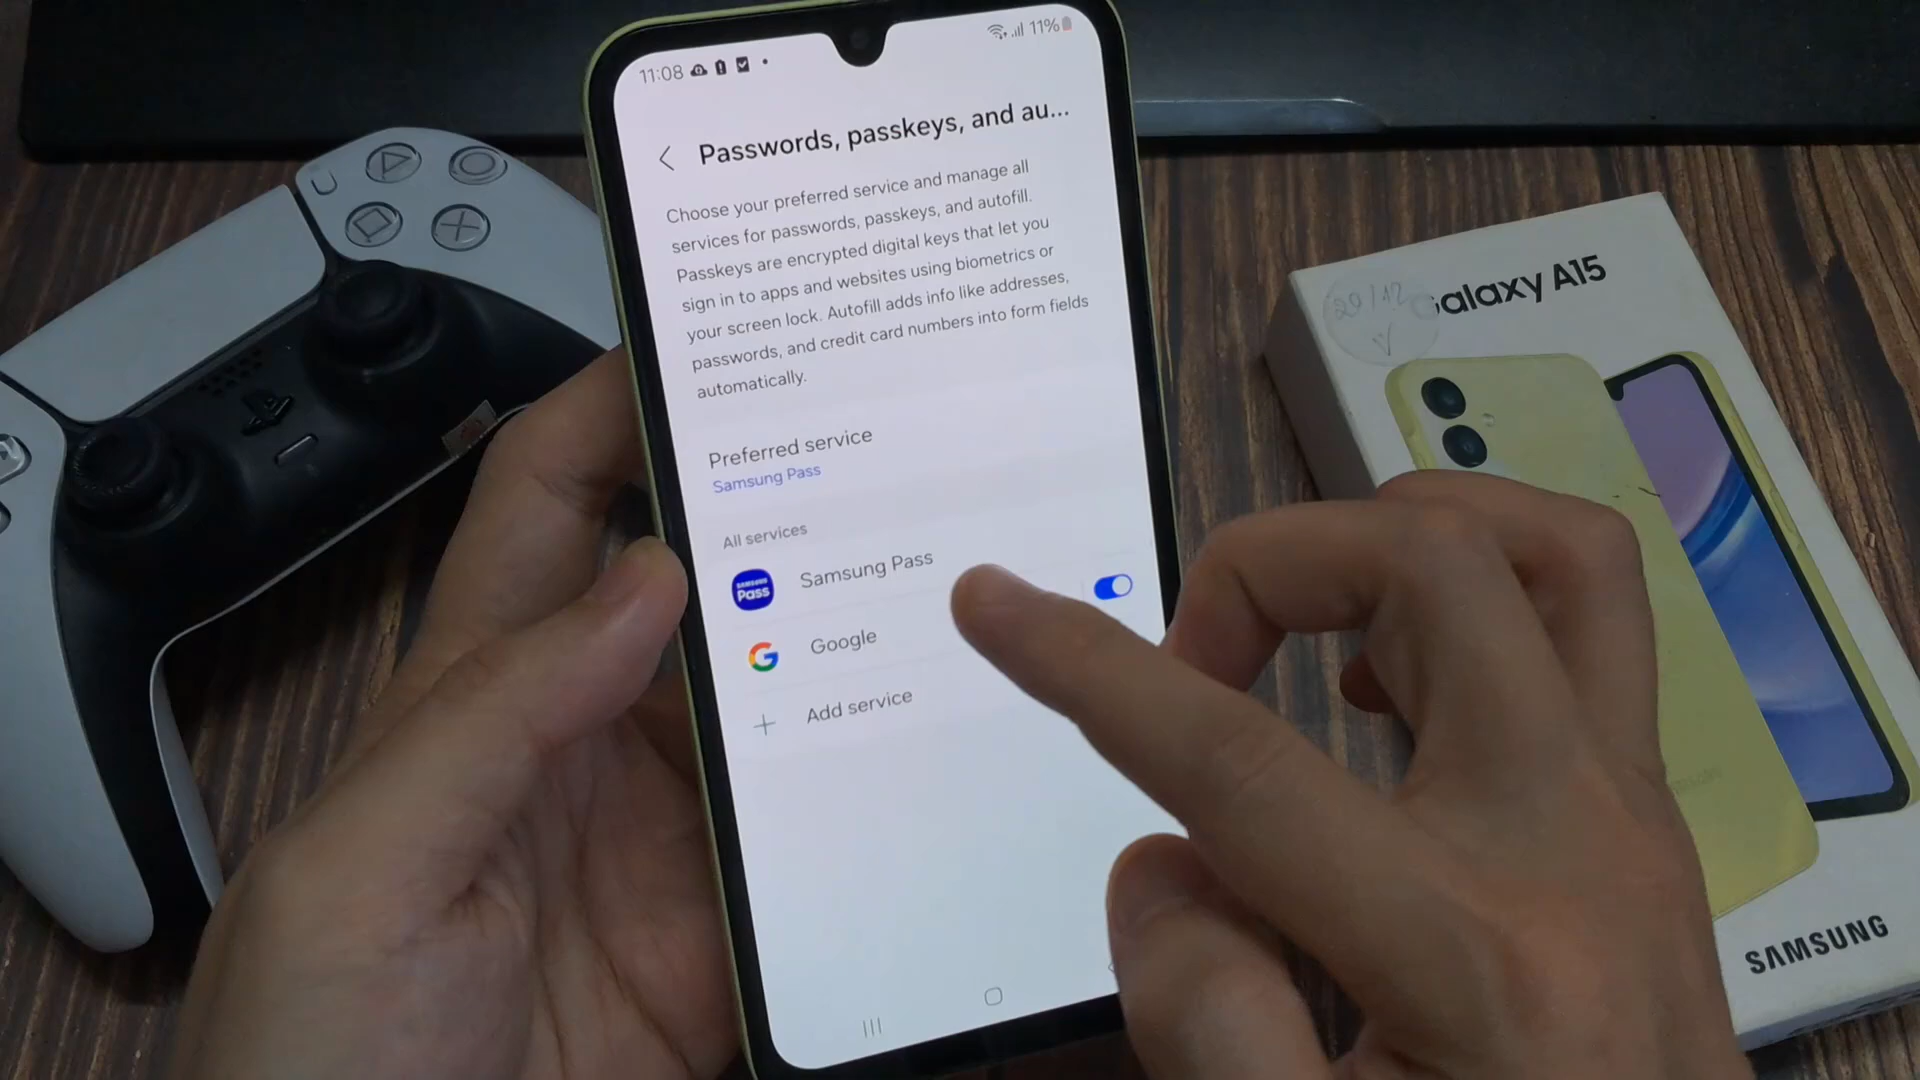 11:08
11%
Passwords, passkeys, and au...
Choose your preferred service and manage all
services for passwords, passkeys, and autofill.
Passkeys are encrypted digital keys that let you
sign in to apps and websites using biometrics or
your screen lock. Autofill adds info like addresses,
passwords, and credit card numbers into form fields
automatically.
Preferred service
Samsung Pass
All services
SAMSUNG
Pass
Samsung Pass
G
Google
+ Add service
Galaxy A15
29/12
V
SAMSUNG